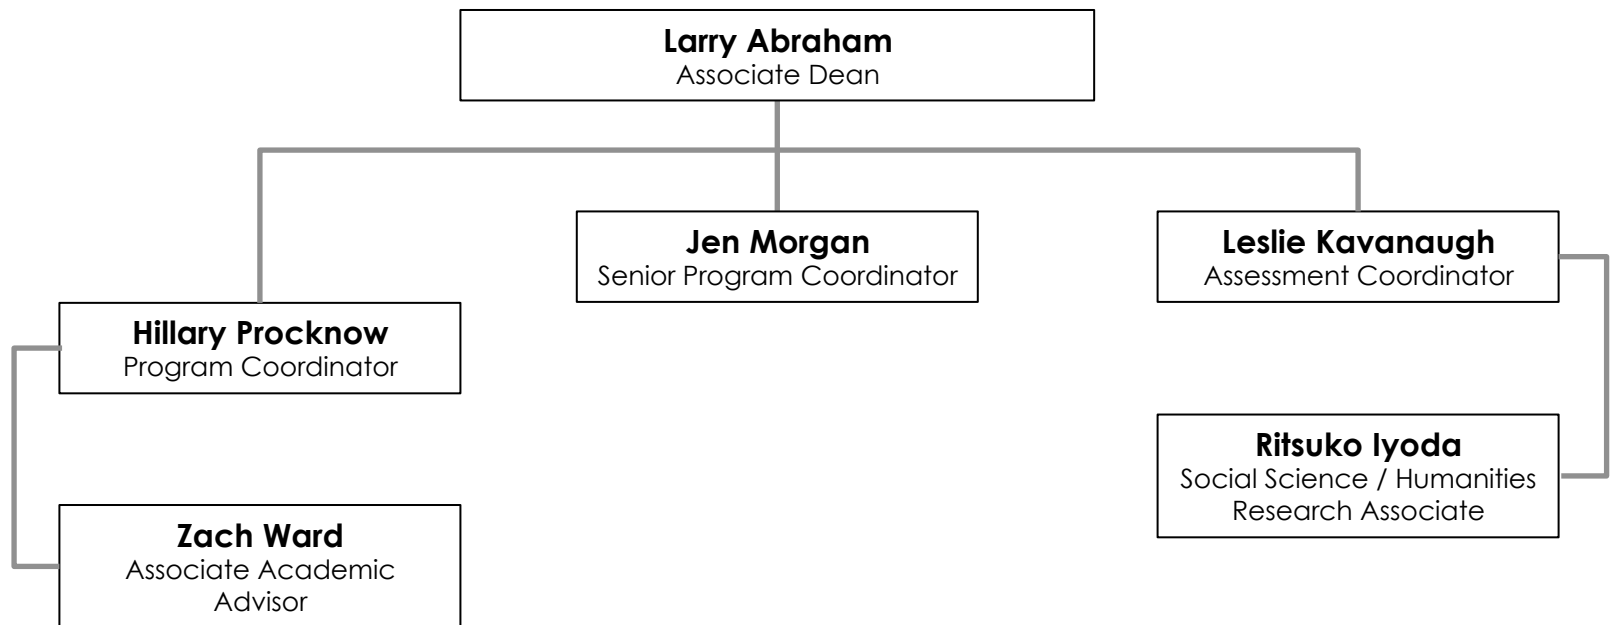 Larry Abraham
Associate Dean
Jen Morgan
Senior Program Coordinator
Leslie Kavanaugh
Assessment Coordinator
Hillary Procknow
Program Coordinator
Ritsuko Iyoda
Social Science / Humanities
Research Associate
Zach Ward
Associate Academic
Advisor